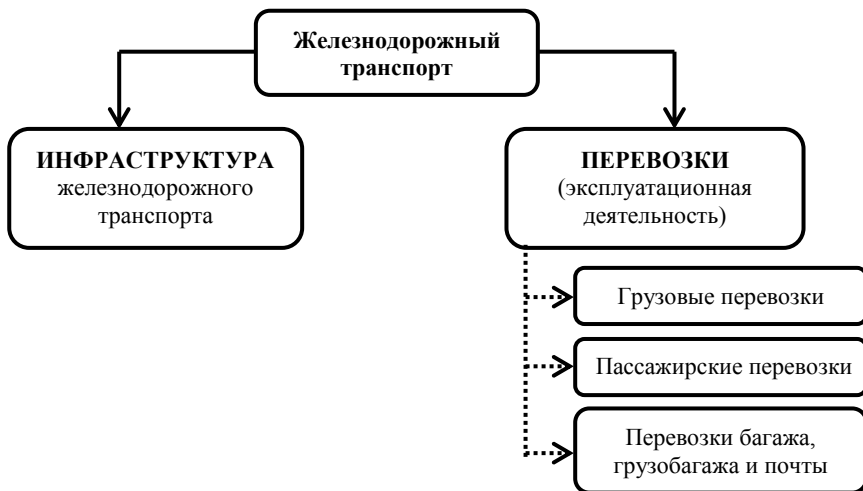 Железнодорожный
транспорт
ИНФРАСТРУКТУРА
железнодорожного
транспорта
ПЕРЕВОЗКИ
(эксплуатационная
деятельность)
Грузовые перевозки
Пассажирские перевозки
Перевозки багажа,
грузобагажа и почты